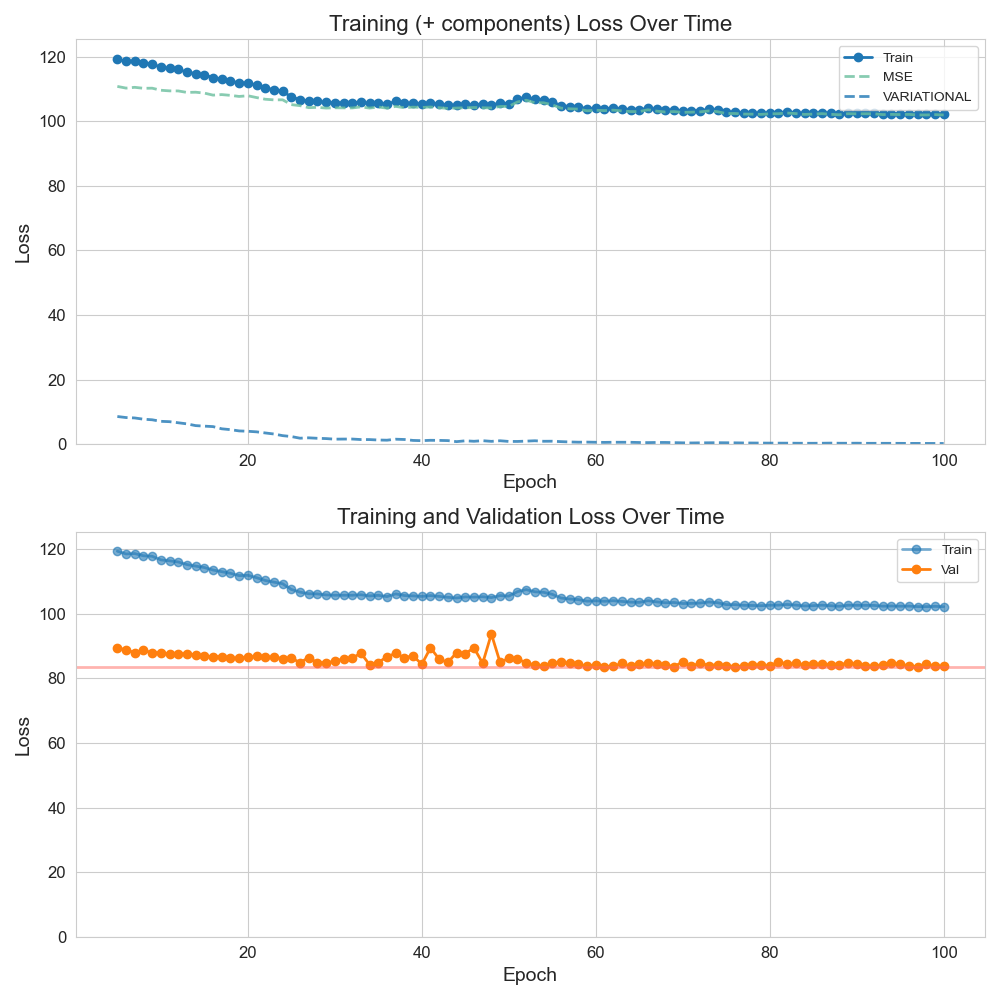 Training (+ components) Loss Over Time
120
100
80
60
40
20
0
Loss
Train
MSE
VARIATIONAL
20 40 60 80 100
Epoch
Training and Validation Loss Over Time
120
100
80
60
40
20
0
Loss
Train
Val
20 40 60 80 100
Epoch